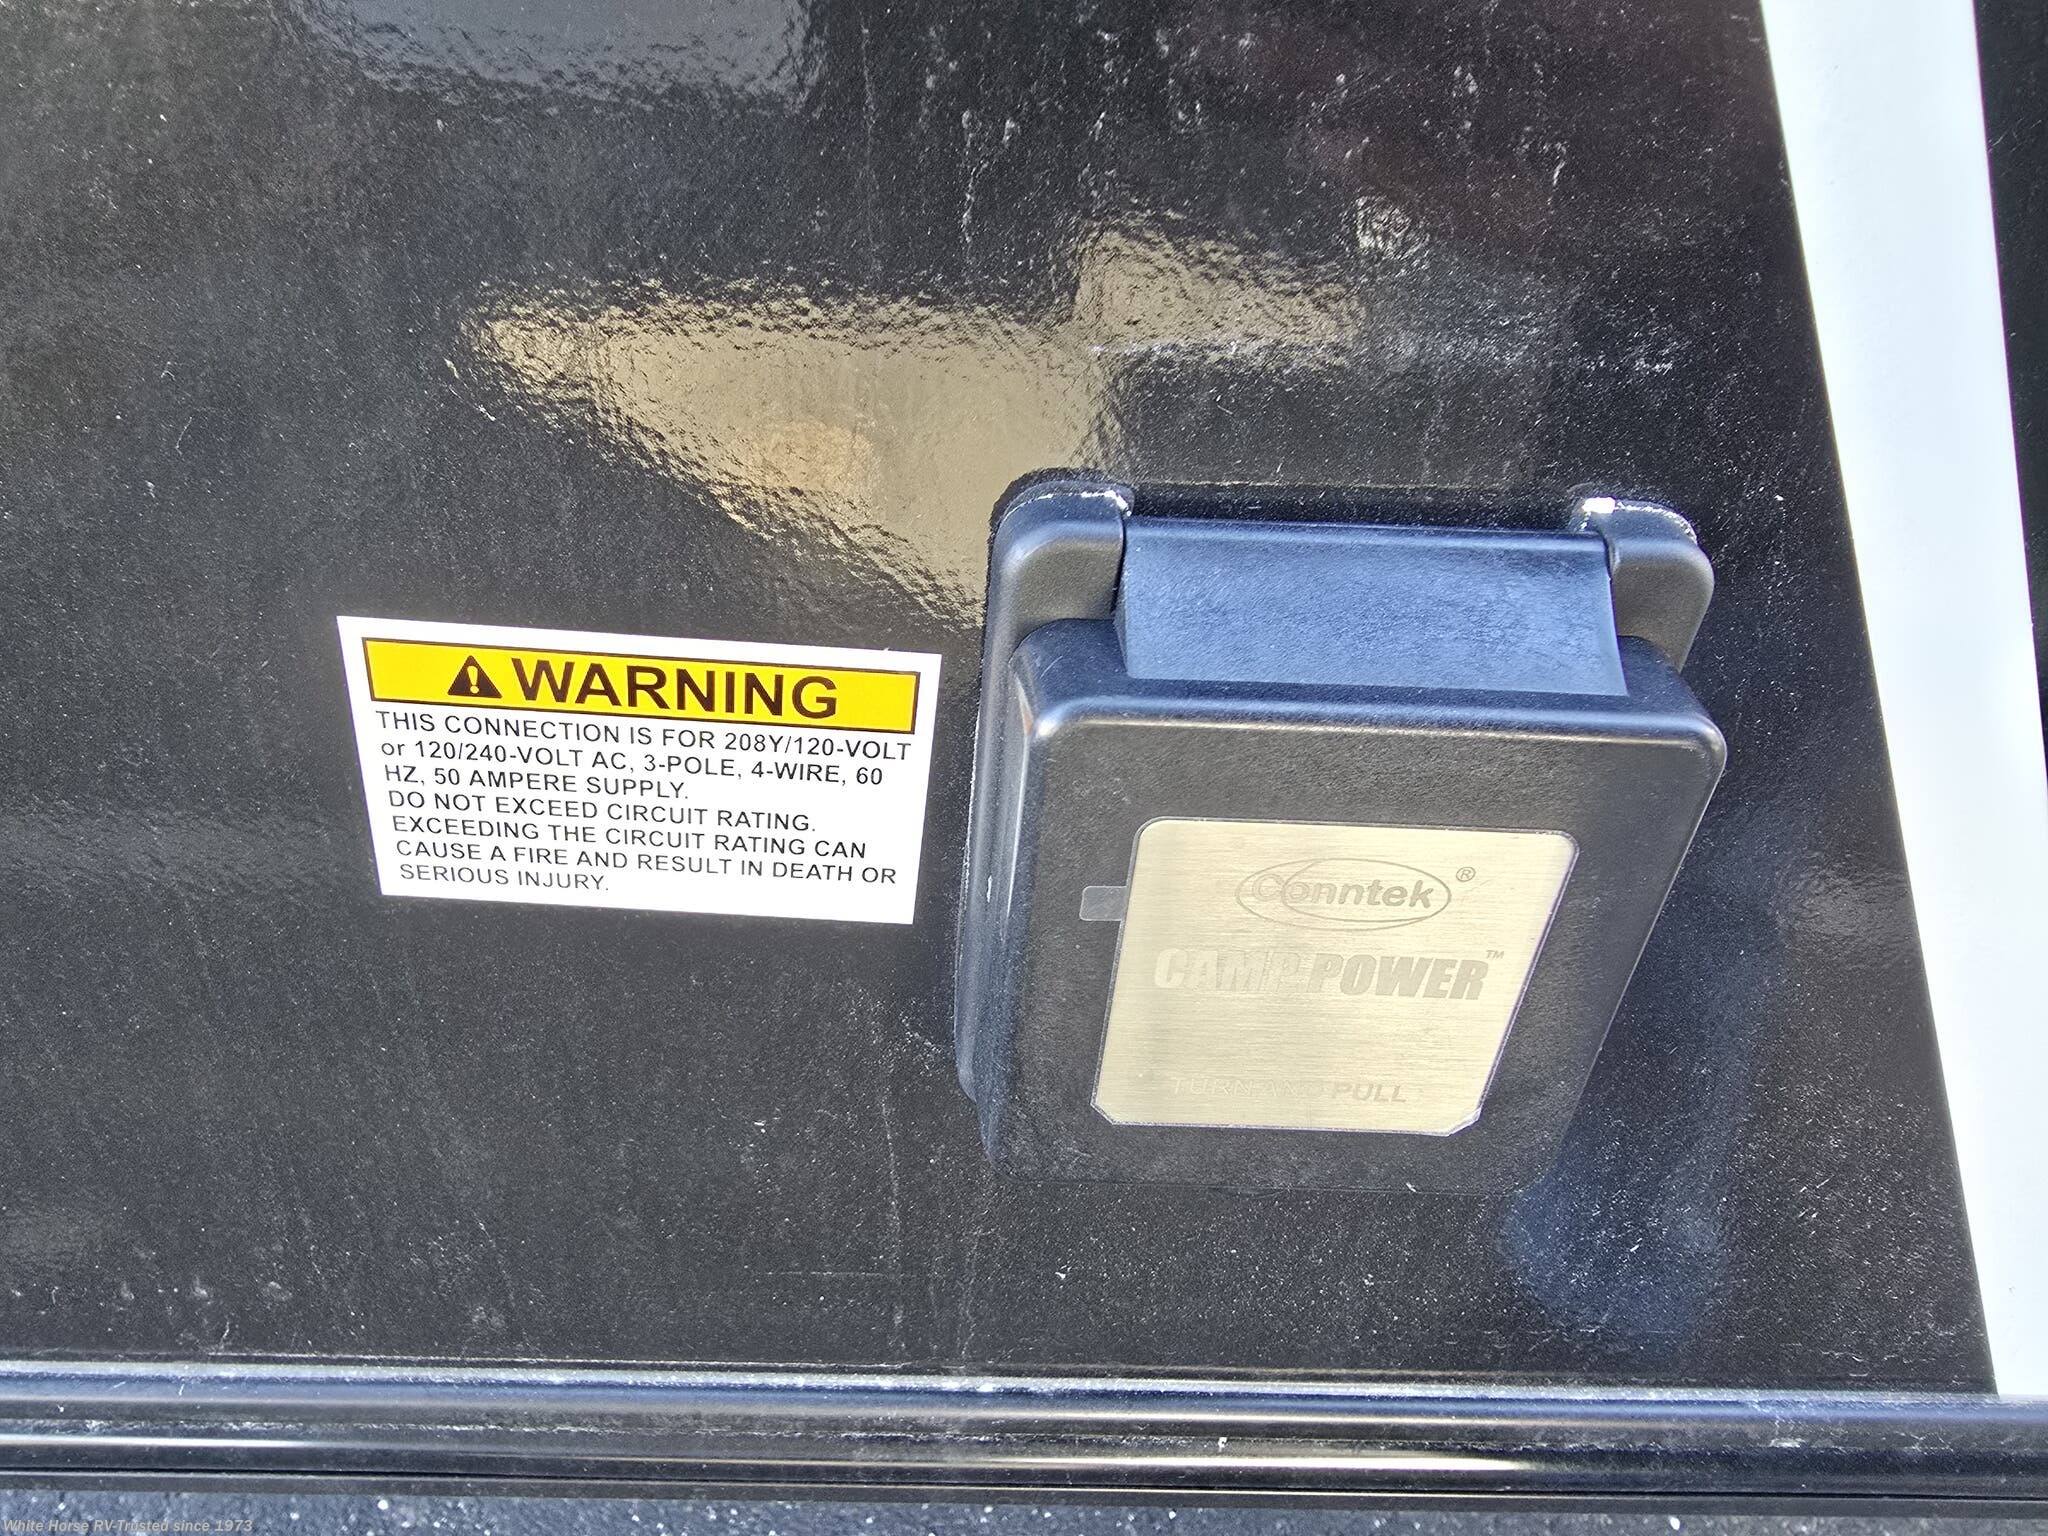 WARNING
THIS CONNECTION IS FOR 208Y/120-VOLT
or 120/240-VOLT AC, 3-POLE, 4-WIRE, 60
HZ, 50 AMPERE SUPPLY.
DO NOT EXCEED CIRCUIT RATING.
EXCEEDING THE CIRCUIT RATING CAN
CAUSE A FIRE AND RESULT IN DEATH OR
SERIOUS INJURY.
Conntek®
CAMP POWER™
TURN AND PULL
White Horse RV-Trusted since 1973